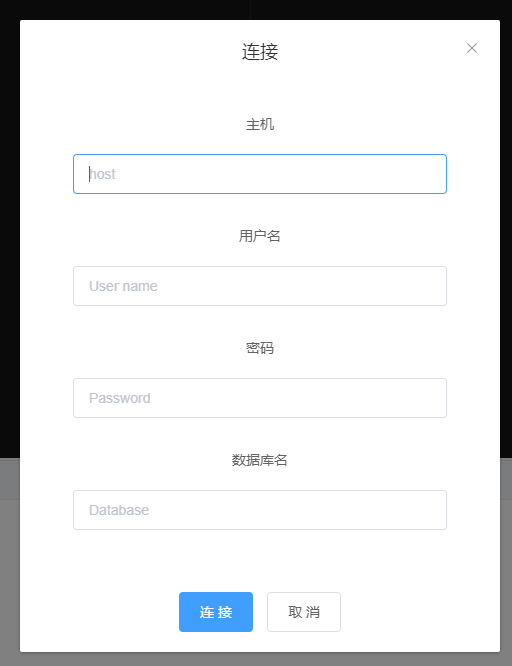 连接
主机
host
用户名
User name
密码
Password
数据库名
Database
连 接
取 消